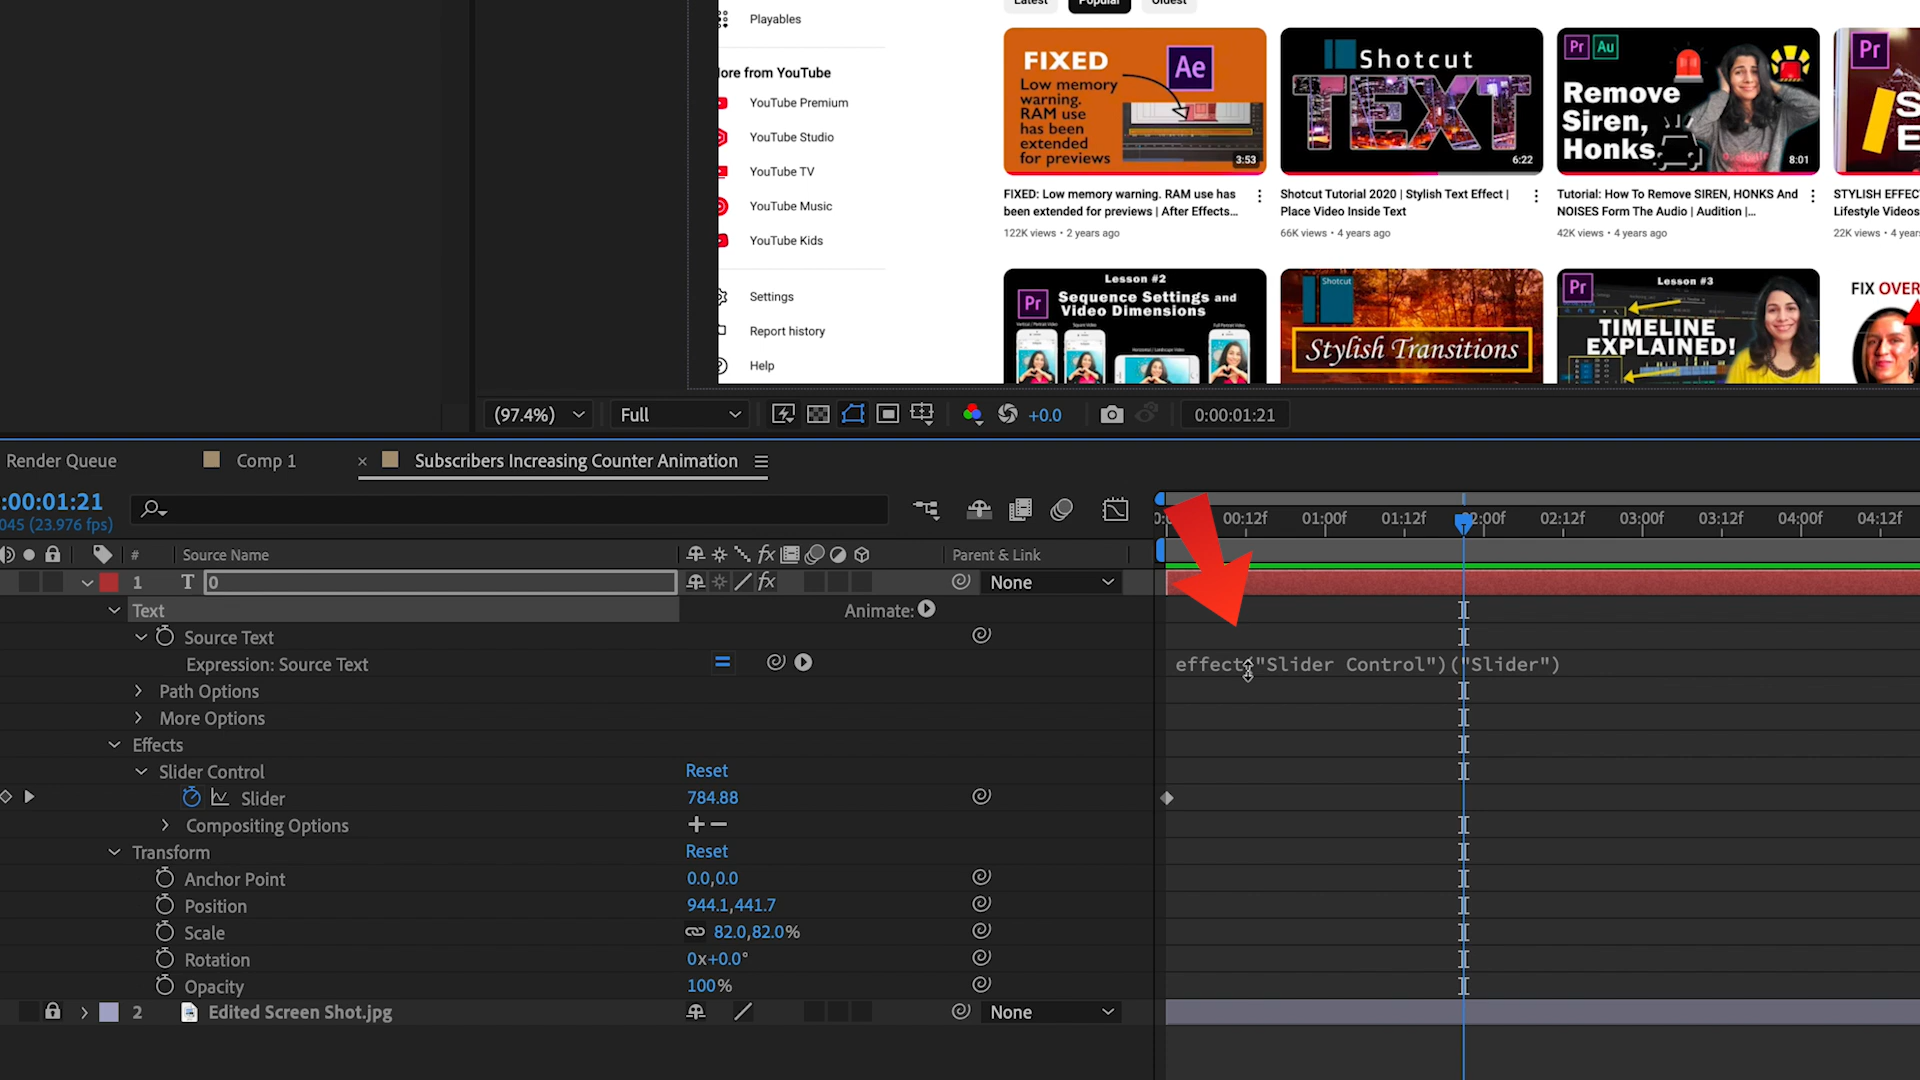 Latest Popular Oldest
Playables
ore from YouTube
YouTube Premium
YouTube Studio
YouTube TV
YouTube Music
YouTube Kids
Settings
Report history
Help
FIXED
Ae
Low memory
warning.
RAM use
has been
extended
for previews
3:53
FIXED: Low memory warning. RAM use has
been extended for previews | After Effects...
122K views • 2 years ago
Shotcut
TEXT
6:22
Shotcut Tutorial 2020 | Stylish Text Effect |
Place Video Inside Text
66K views • 4 years ago
Pr Au
Remove
Siren,
Honks
8:01
Tutorial: How To Remove SIREN, HONKS And
NOISES Form The Audio | Audition |...
42K views • 4 years ago
Pr
S
E
STYLISH EFFECT
Lifestyle Videos
22K views • 4 year
Lesson #2
Pr
Sequence Settings and
Video Dimensions
Shotcut
Stylish Transitions
Pr
Lesson #3
TIMELINE
EXPLAINED!
FIX OVER
(97.4%) Full +0.0 0:00:01:21
Render Queue Comp 1 × Subscribers Increasing Counter Animation
:00:01:21
045 (23.976 fps)
00:12f 01:00f 01:12f 2:00f 02:12f 03:00f 03:12f 04:00f 04:12f
# Source Name fx Parent & Link
1 T 0 fx None
Text Animate:
Source Text
Expression: Source Text effect("Slider Control")("Slider")
Path Options
More Options
Effects
Slider Control Reset
Slider 784.88
Compositing Options + −
Transform Reset
Anchor Point 0.0,0.0
Position 944.1,441.7
Scale 82.0,82.0%
Rotation 0x+0.0°
Opacity 100%
2 Edited Screen Shot.jpg None